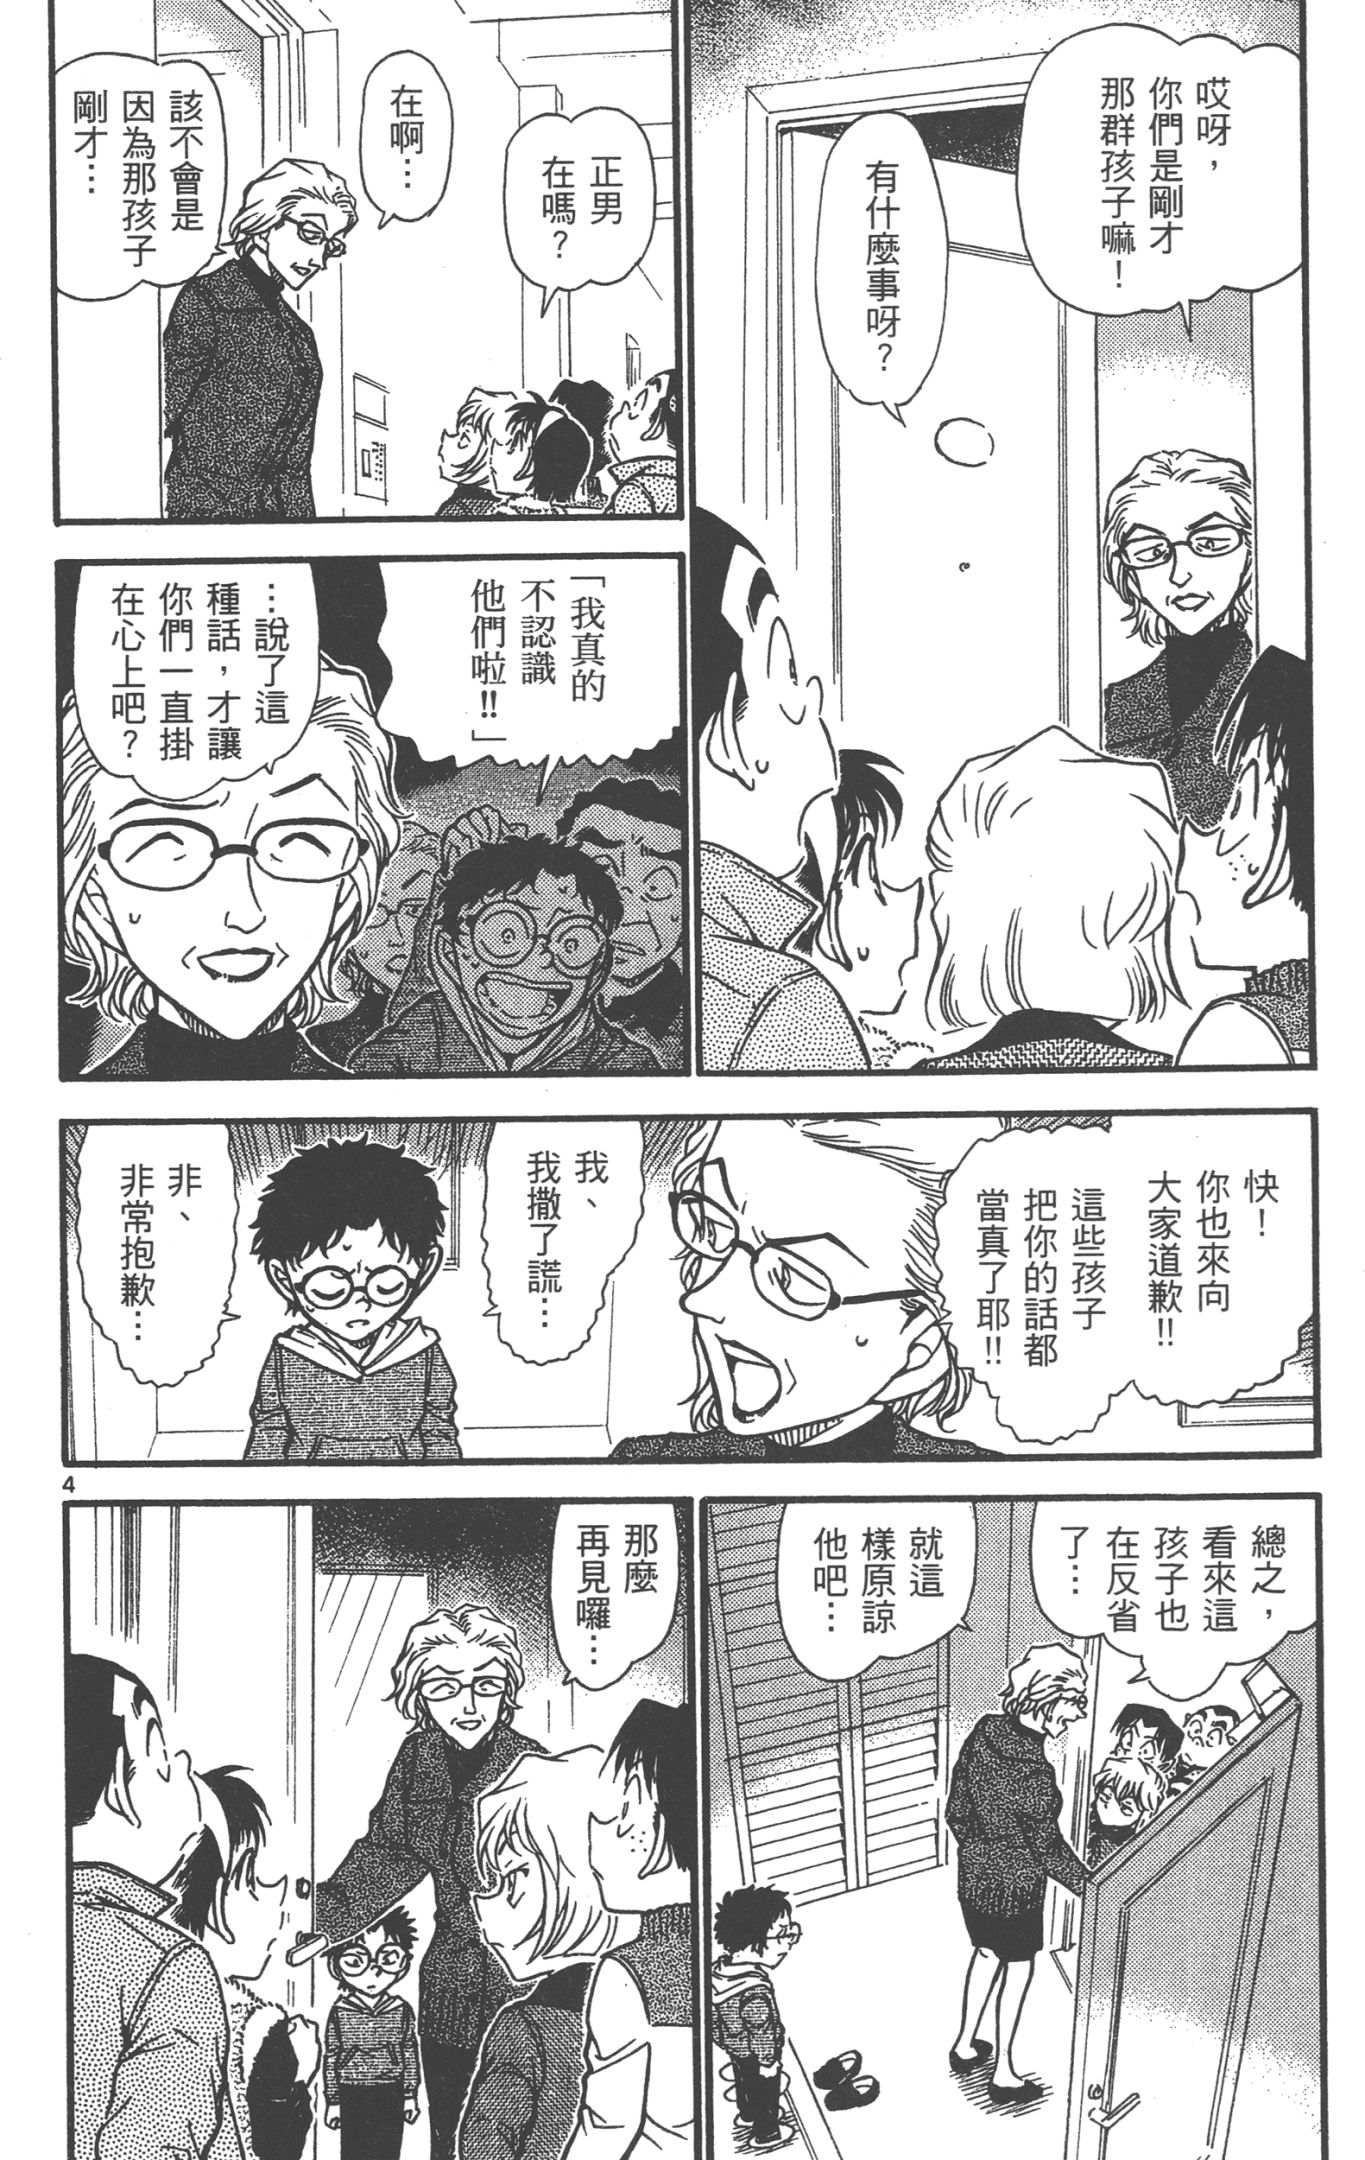 哎呀，
你們是剛才
那群孩子嘛！
有什麼事呀？
正男
在嗎？
在啊…
該不會是
因為那孩子
剛才…
「我真的
不認識
他們啦!!」
…說了這
種話，才讓
你們一直掛
在心上吧？
快！
你也來向
大家道歉!!
這些孩子
把你的話都
當真了耶!!
我、
我撒了謊…
非、
非常抱歉…
4
總之，
看來這
孩子也
在反省
了…
就這
樣原諒
他吧…
那麼
再見囉…